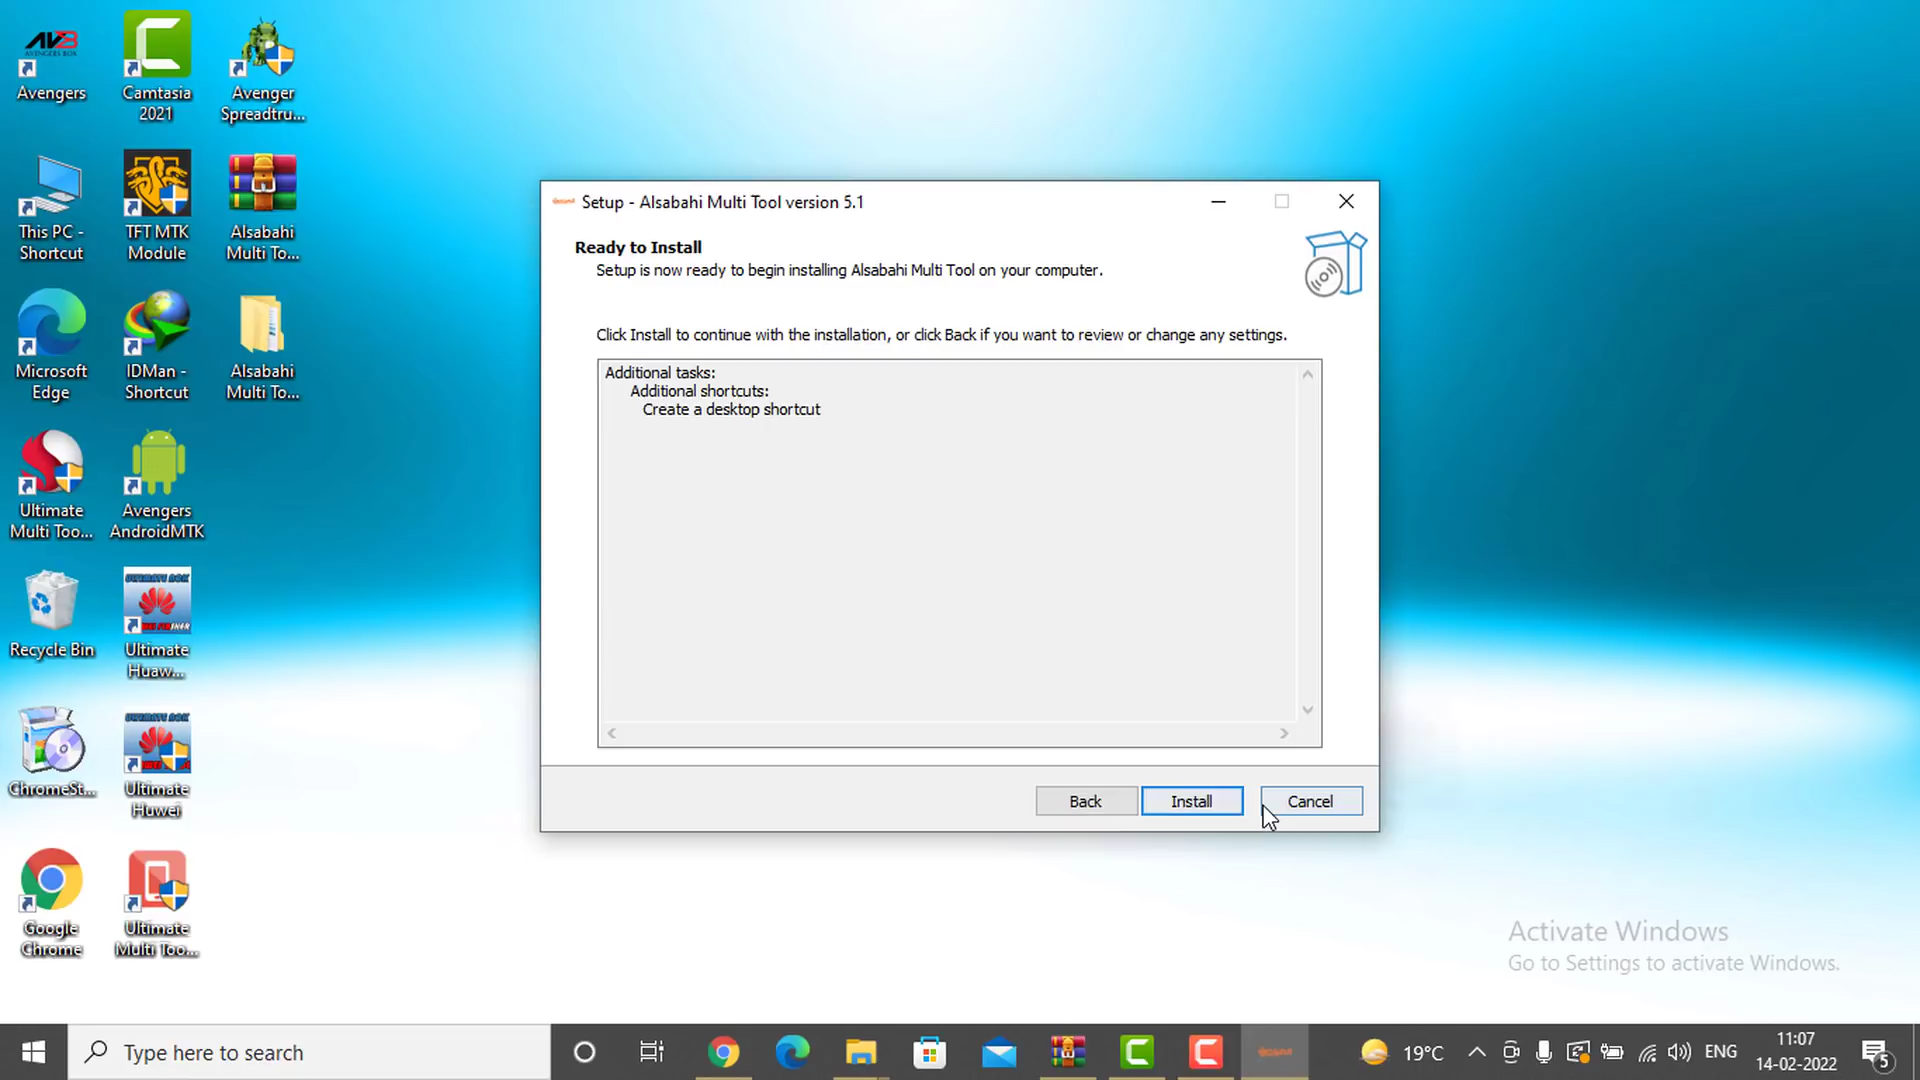 Avengers
Camtasia
2021
Avenger
Spreadtru...
This PC -
Shortcut
TFT MTK
Module
Alsabahi
Multi To...
Microsoft
Edge
IDMan -
Shortcut
Alsabahi
Multi To...
Ultimate
Multi Too...
Avengers
AndroidMTK
Recycle Bin
Ultimate
Huaw...
ChromeSt...
Ultimate
Huwei
Google
Chrome
Ultimate
Multi Too...
Setup - Alsabahi Multi Tool version 5.1
Ready to Install
Setup is now ready to begin installing Alsabahi Multi Tool on your computer.
Click Install to continue with the installation, or click Back if you want to review or change any settings.
Additional tasks:
Additional shortcuts:
Create a desktop shortcut
Back
Install
Cancel
Activate Windows
Go to Settings to activate Windows.
Type here to search
19°C
ENG
11:07
14-02-2022
5